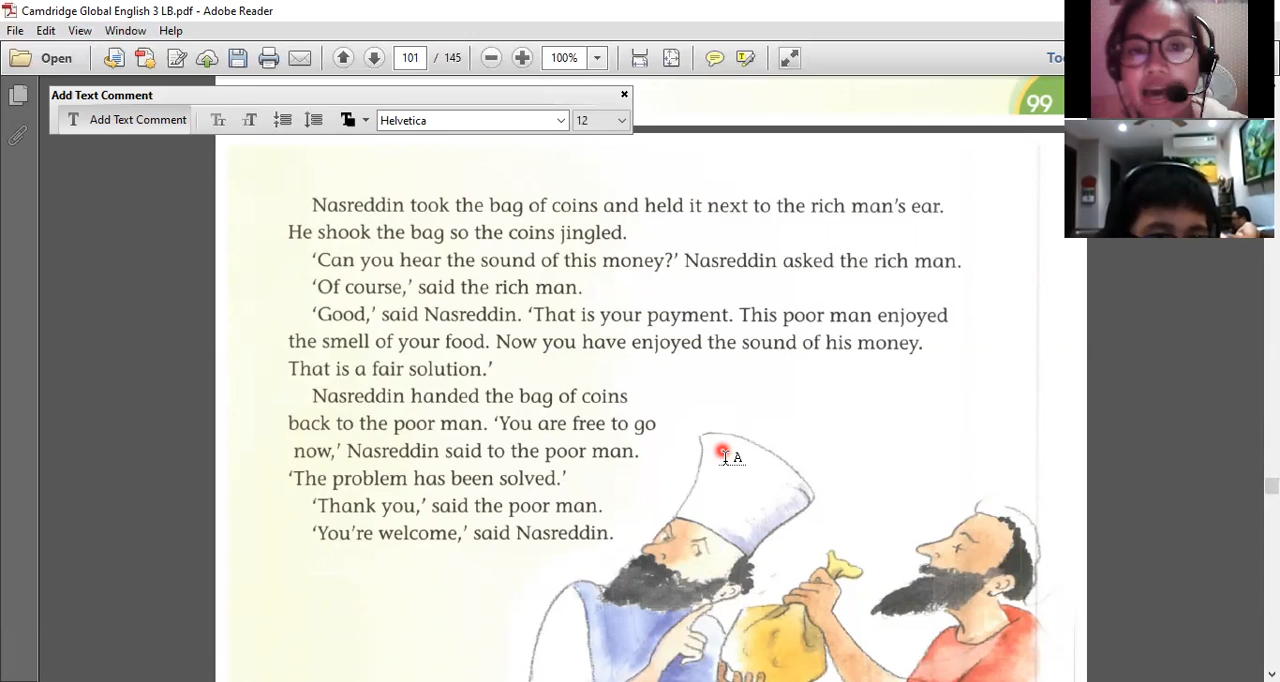 Camdridge Global English 3 LB.pdf - Adobe Reader
File Edit View Window Help
Open 101 / 145 100%
Add Text Comment
Add Text Comment Helvetica 12
99
Nasreddin took the bag of coins and held it next to the rich man's ear.
He shook the bag so the coins jingled.
'Can you hear the sound of this money?' Nasreddin asked the rich man.
'Of course,' said the rich man.
'Good,' said Nasreddin. 'That is your payment. This poor man enjoyed
the smell of your food. Now you have enjoyed the sound of his money.
That is a fair solution.'
Nasreddin handed the bag of coins
back to the poor man. 'You are free to go
now,' Nasreddin said to the poor man.
'The problem has been solved.'
'Thank you,' said the poor man.
'You're welcome,' said Nasreddin.